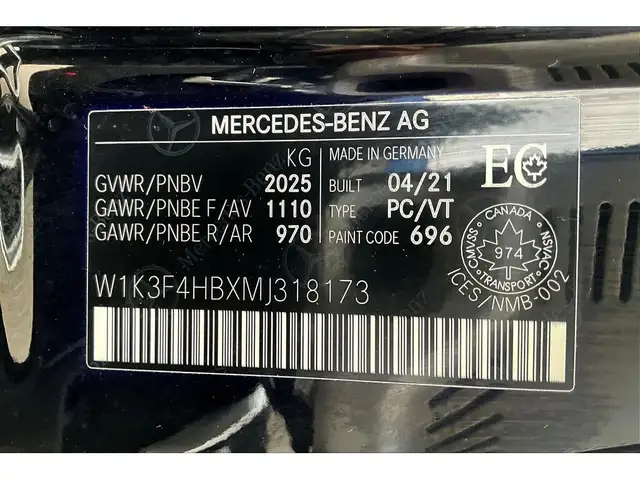 MERCEDES-BENZ AG
KG
GVWR/PNBV 2025
GAWR/PNBE F/AV 1110
GAWR/PNBE R/AR 970
MADE IN GERMANY
BUILT 04/21
TYPE PC/VT
PAINT CODE 696
EC
CANADA
CMVSS
NSVAC
974
TRANSPORT
ICES/NMB-002
W1K3F4HBXMJ318173